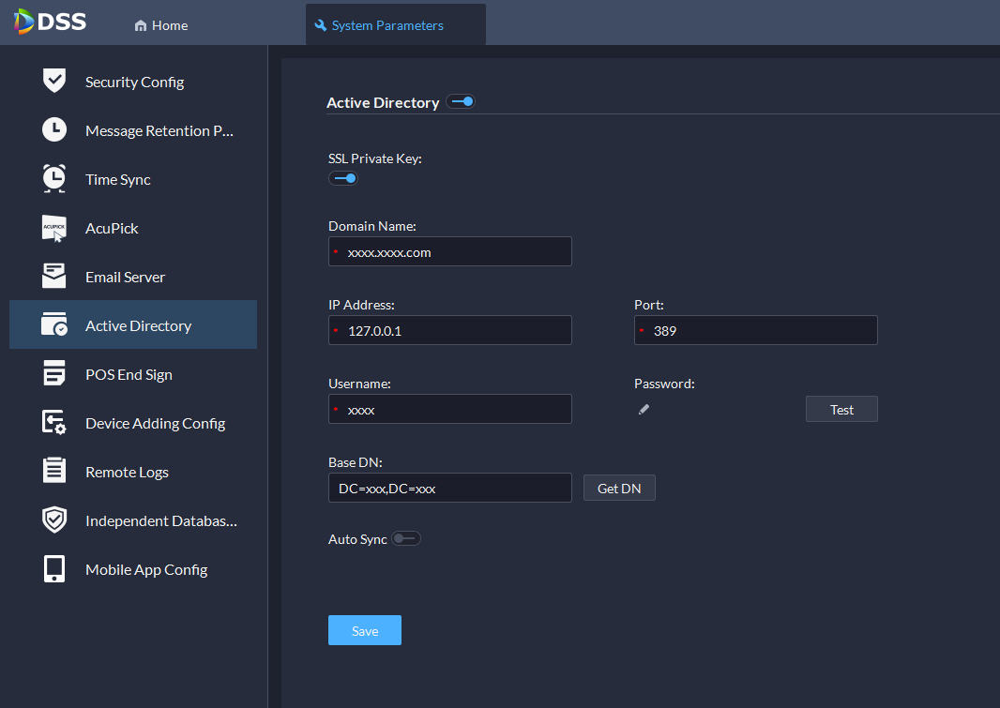 DSS
Home
System Parameters
Security Config
Message Retention P...
Time Sync
ACUPICK
AcuPick
Email Server
Active Directory
POS End Sign
Device Adding Config
Remote Logs
Independent Databas...
Mobile App Config
Active Directory
SSL Private Key:
Domain Name:
* xxxx.xxxx.com
IP Address: Port:
* 127.0.0.1 * 389
Username: Password:
* xxxx Test
Base DN:
DC=xxx,DC=xxx Get DN
Auto Sync
Save